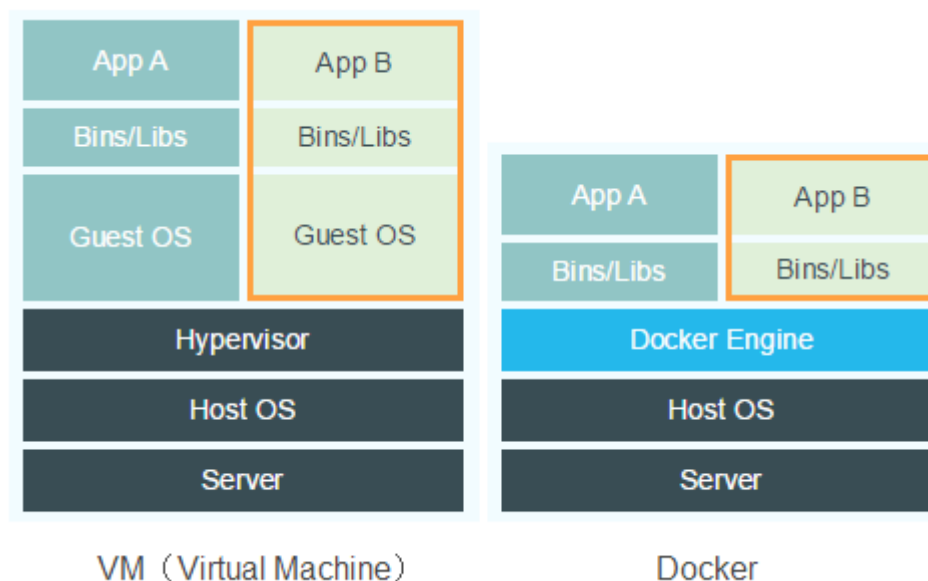 App A
App B
Bins/Libs
Bins/Libs
Guest OS
Guest OS
Hypervisor
Host OS
Server
VM（Virtual Machine）
App A
App B
Bins/Libs
Bins/Libs
Docker Engine
Host OS
Server
Docker